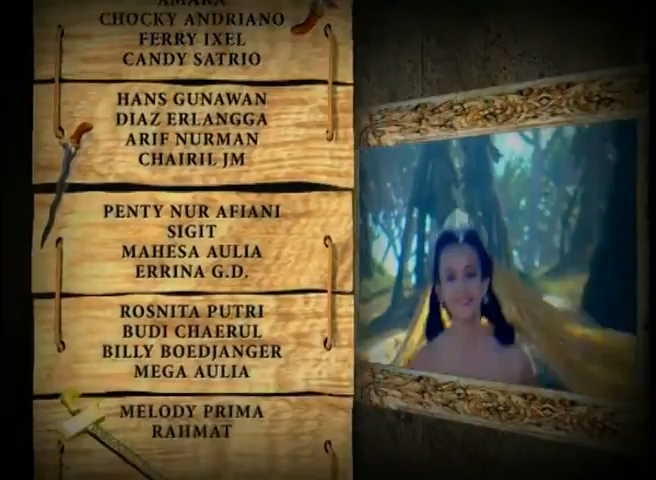 AMARA
CHOCKY ANDRIANO
FERRY IXEL
CANDY SATRIO
HANS GUNAWAN
DIAZ ERLANGGA
ARIF NURMAN
CHAIRIL JM
PENTY NUR AFIANI
SIGIT
MAHESA AULIA
ERRINA G.D.
ROSNITA PUTRI
BUDI CHAERUL
BILLY BOEDJANGER
MEGA AULIA
MELODY PRIMA
RAHMAT